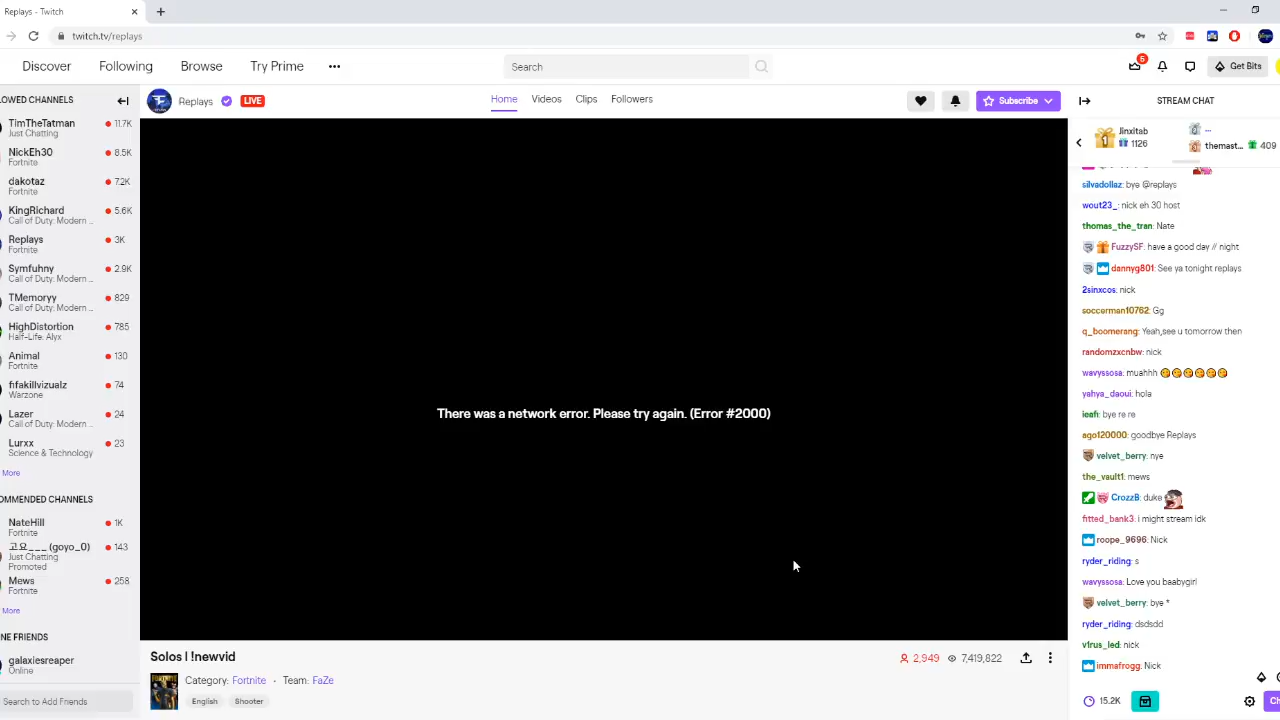 Replays - Twitch
twitch.tv/replays
Discover
Following
Browse
Try Prime
Search
5
Get Bits
LOWED CHANNELS
TimTheTatman
11.7K
Just Chatting
NickEh30
8.5K
Fortnite
dakotaz
7.2K
Fortnite
KingRichard
5.6K
Call of Duty: Modern ...
Replays
3K
Fortnite
Symfuhny
2.9K
Call of Duty: Modern ...
TMemoryy
829
Call of Duty: Modern ...
HighDistortion
785
Half-Life: Alyx
Animal
130
Fortnite
fifakillvizualz
74
Warzone
Lazer
24
Call of Duty: Modern ...
Lurxx
23
Science & Technology
More
OMMENDED CHANNELS
NateHill
1K
Fortnite
고요___ (goyo_0)
143
Just Chatting
Promoted
Mews
258
Fortnite
More
NE FRIENDS
galaxiesreaper
Online
Search to Add Friends
Replays
LIVE
Home
Videos
Clips
Followers
Subscribe
There was a network error. Please try again. (Error #2000)
Solos | !newvid
2,949
7,419,822
Category: Fortnite · Team: FaZe
English
Shooter
STREAM CHAT
1
Jinxitab
1126
...
themast...
409
silvadollaz: bye @replays
wout23_: nick eh 30 host
thomas_the_tran: Nate
FuzzySF: have a good day // night
dannyg801: See ya tonight replays
2sinxcos: nick
soccerman10762: Gg
q_boomerang: Yeah,see u tomorrow then
randomzxcnbw: nick
wavyssosa: muahhh
yahya_daoui: hola
ieafi: bye re re
ago120000: goodbye Replays
velvet_berry: nye
the_vault1: mews
CrozzB: duke
fitted_bank3: i might stream idk
roope_9696: Nick
ryder_riding: s
wavyssosa: Love you baabygirl
velvet_berry: bye *
ryder_riding: dsdsdd
v1rus_led: nick
immafrogg: Nick
15.2K
Ch